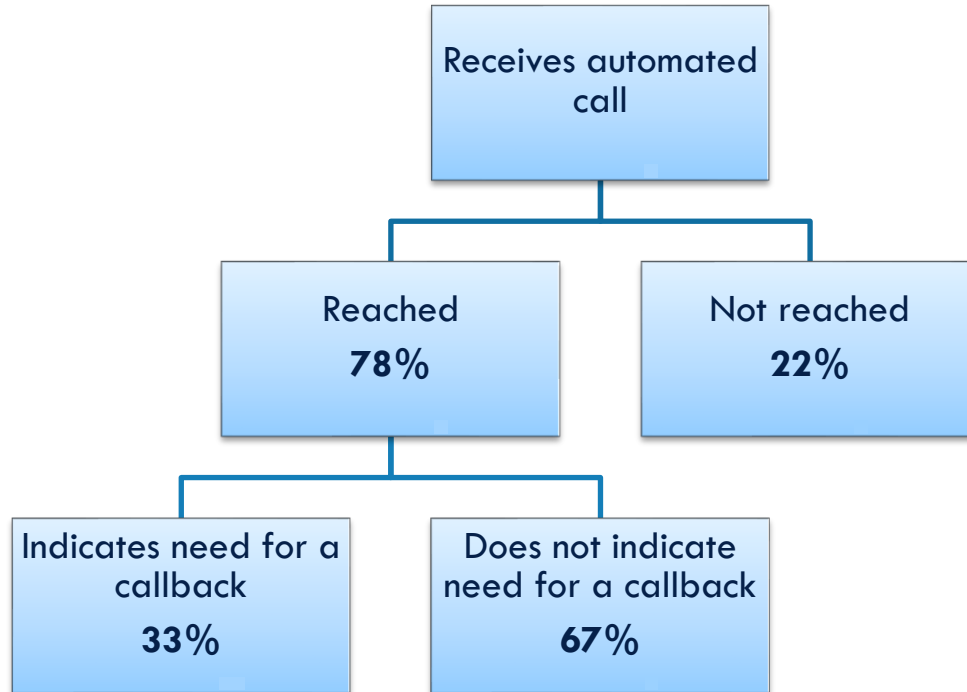 Receives automated
call
Reached
78%
Not reached
22%
Indicates need for a
callback
33%
Does not indicate
need for a callback
67%